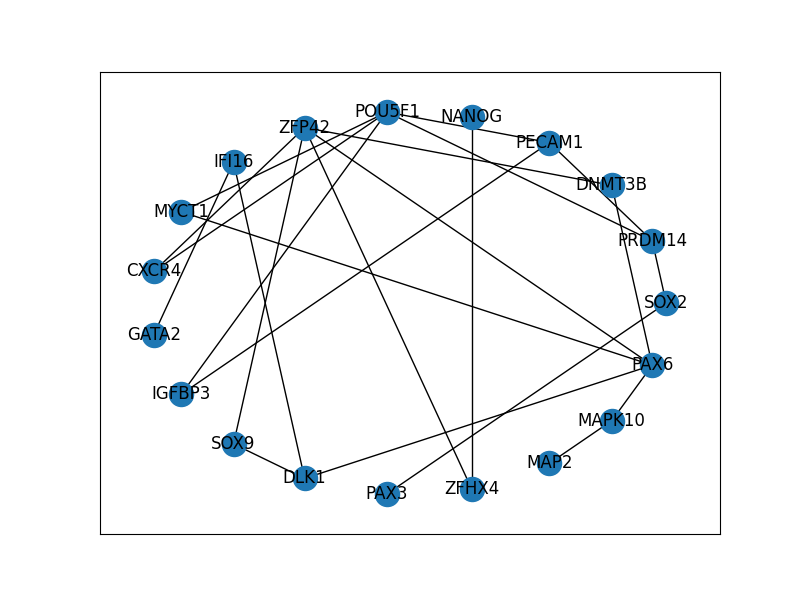 POU5F1
NANOG
ZFP42
PECAM1
IFI16
DNMT3B
MYCT1
PRDM14
CXCR4
SOX2
GATA2
PAX6
IGFBP3
MAPK10
SOX9
MAP2
DLK1
ZFHX4
PAX3